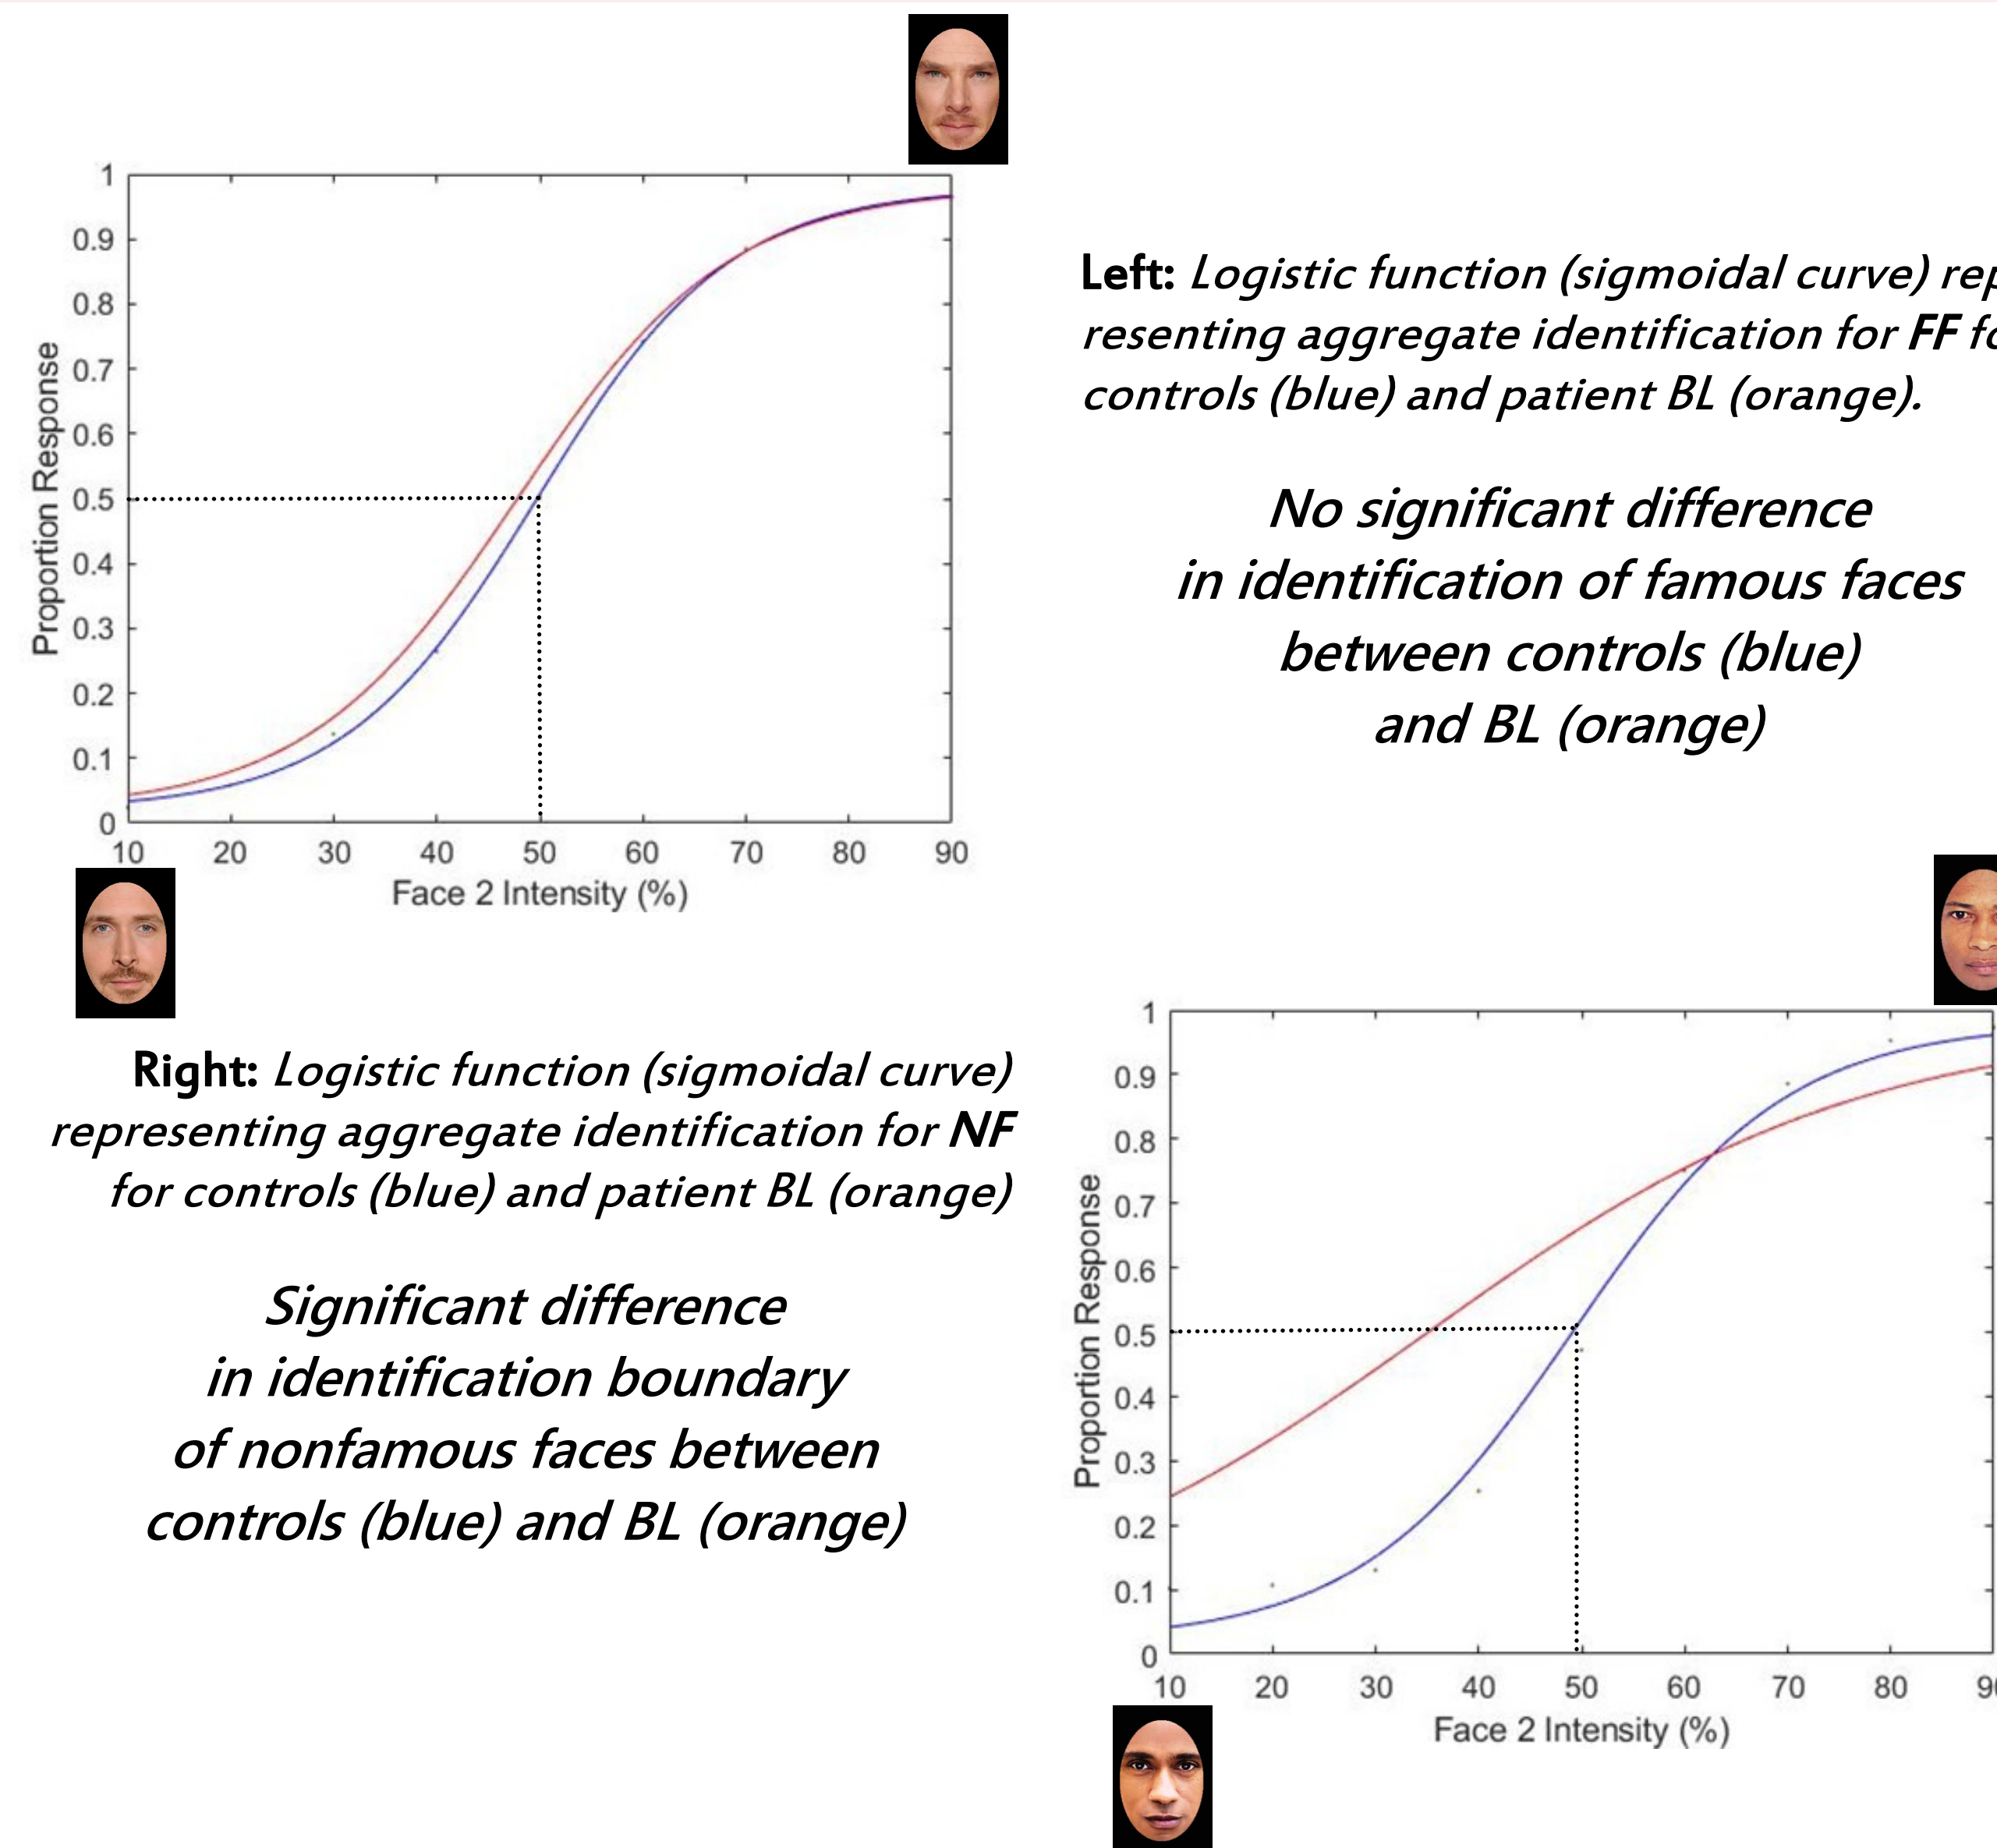 1
0.9
0.8
0.7
0.6
0.5
0.4
0.3
0.2
0.1
0
Proportion Response
10 20 30 40 50 60 70 80 90
Face 2 Intensity (%)
Left: Logistic function (sigmoidal curve) rep
resenting aggregate identification for FF fo
controls (blue) and patient BL (orange).
No significant difference
in identification of famous faces
between controls (blue)
and BL (orange)
Right: Logistic function (sigmoidal curve)
representing aggregate identification for NF
for controls (blue) and patient BL (orange)
Significant difference
in identification boundary
of nonfamous faces between
controls (blue) and BL (orange)
1
0.9
0.8
0.7
0.6
0.5
0.4
0.3
0.2
0.1
0
Proportion Response
10 20 30 40 50 60 70 80 9
Face 2 Intensity (%)